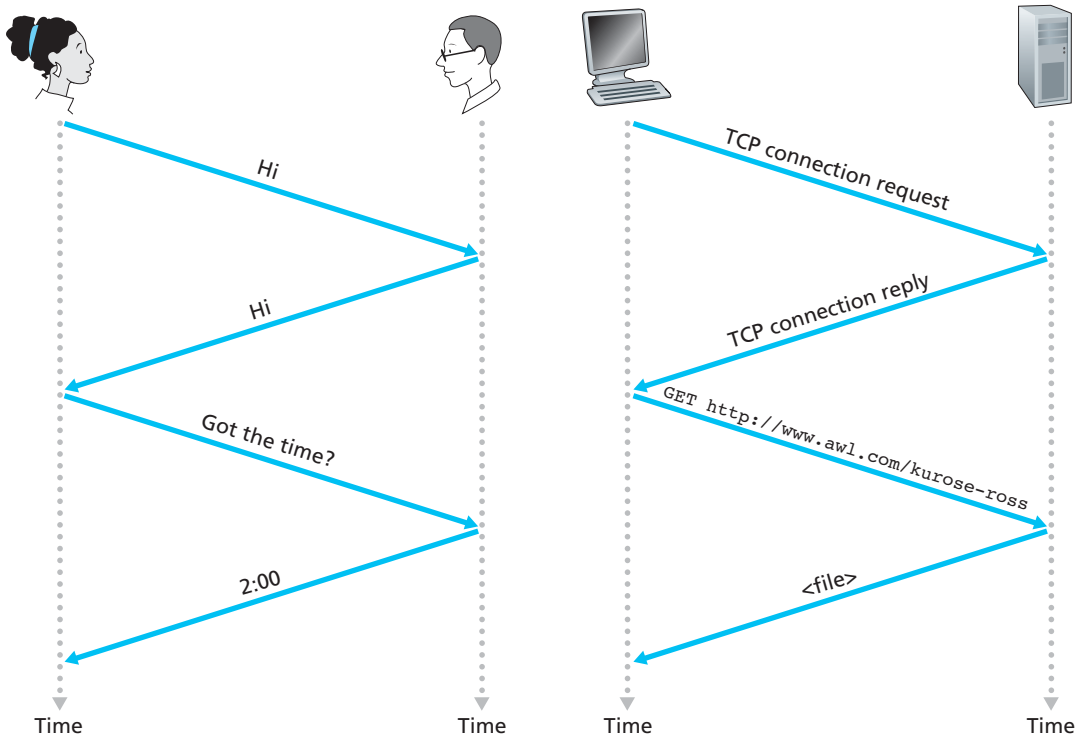 Hi
Hi
Got the time?
2:00
Time
Time
TCP connection request
TCP connection reply
GET http://www.awl.com/kurose-ross
<file>
Time
Time